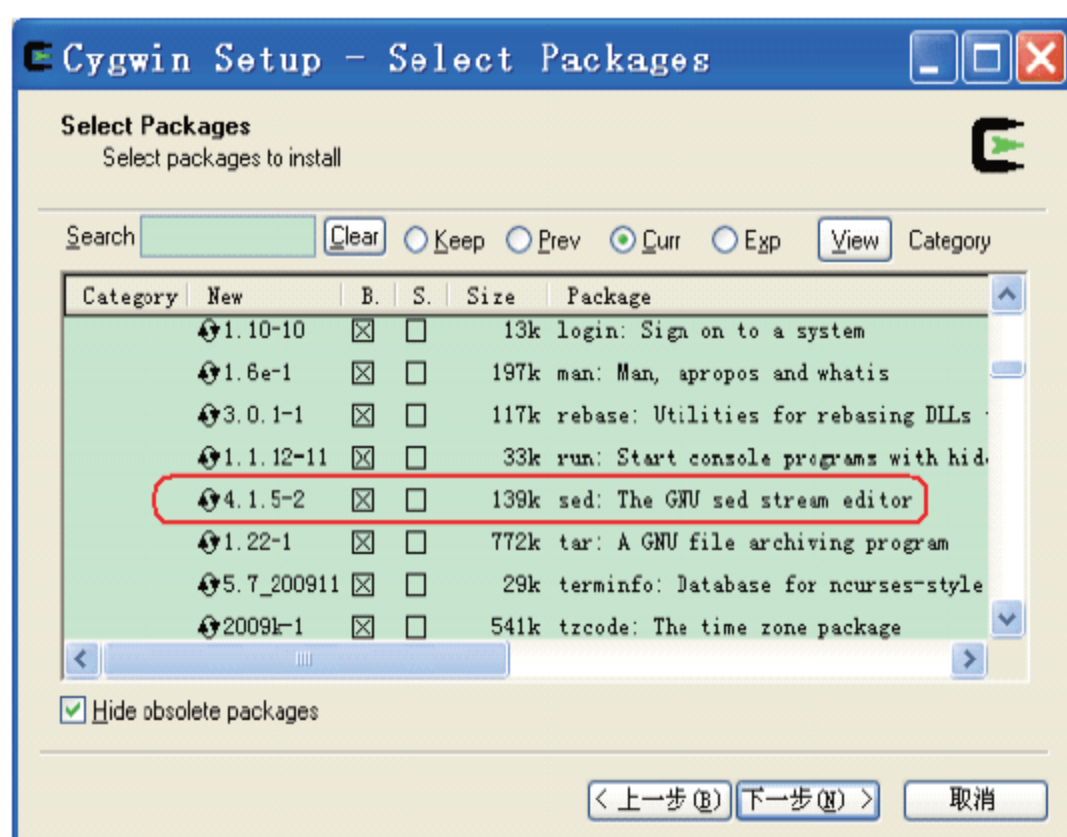 Cygwin Setup - Select Packages
Select Packages
Select packages to install
Search Clear Keep Prev Curr Exp View Category
Category New B. S. Size Package
1.10-10 13k login: Sign on to a system
1.6e-1 197k man: Man, apropos and whatis
3.0.1-1 117k rebase: Utilities for rebasing DLLs
1.1.12-11 33k run: Start console programs with hid
4.1.5-2 139k sed: The GNU sed stream editor
1.22-1 772k tar: A GNU file archiving program
5.7_200911 29k terminfo: Database for ncurses-style
2009k-1 541k tzcode: The time zone package
Hide obsolete packages
< 上一步(B) 下一步(N) > 取消